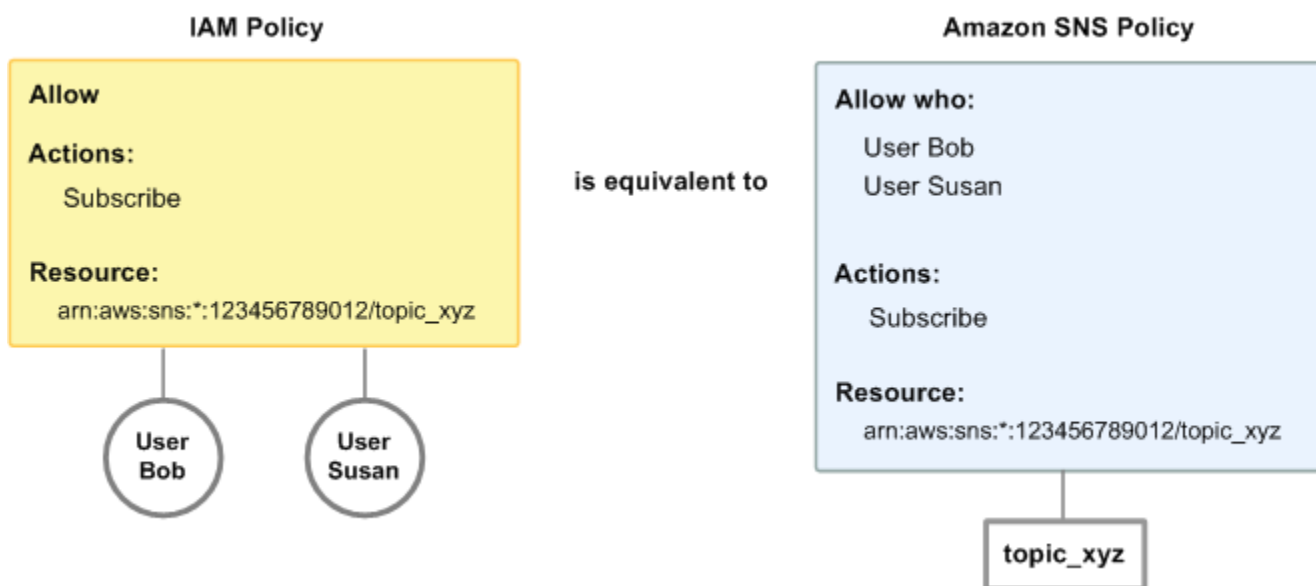 IAM Policy
Allow
Actions:
Subscribe
Resource:
arn:aws:sns:*:123456789012/topic_xyz
User
Bob
User
Susan
is equivalent to
Amazon SNS Policy
Allow who:
User Bob
User Susan
Actions:
Subscribe
Resource:
arn:aws:sns:*:123456789012/topic_xyz
topic_xyz